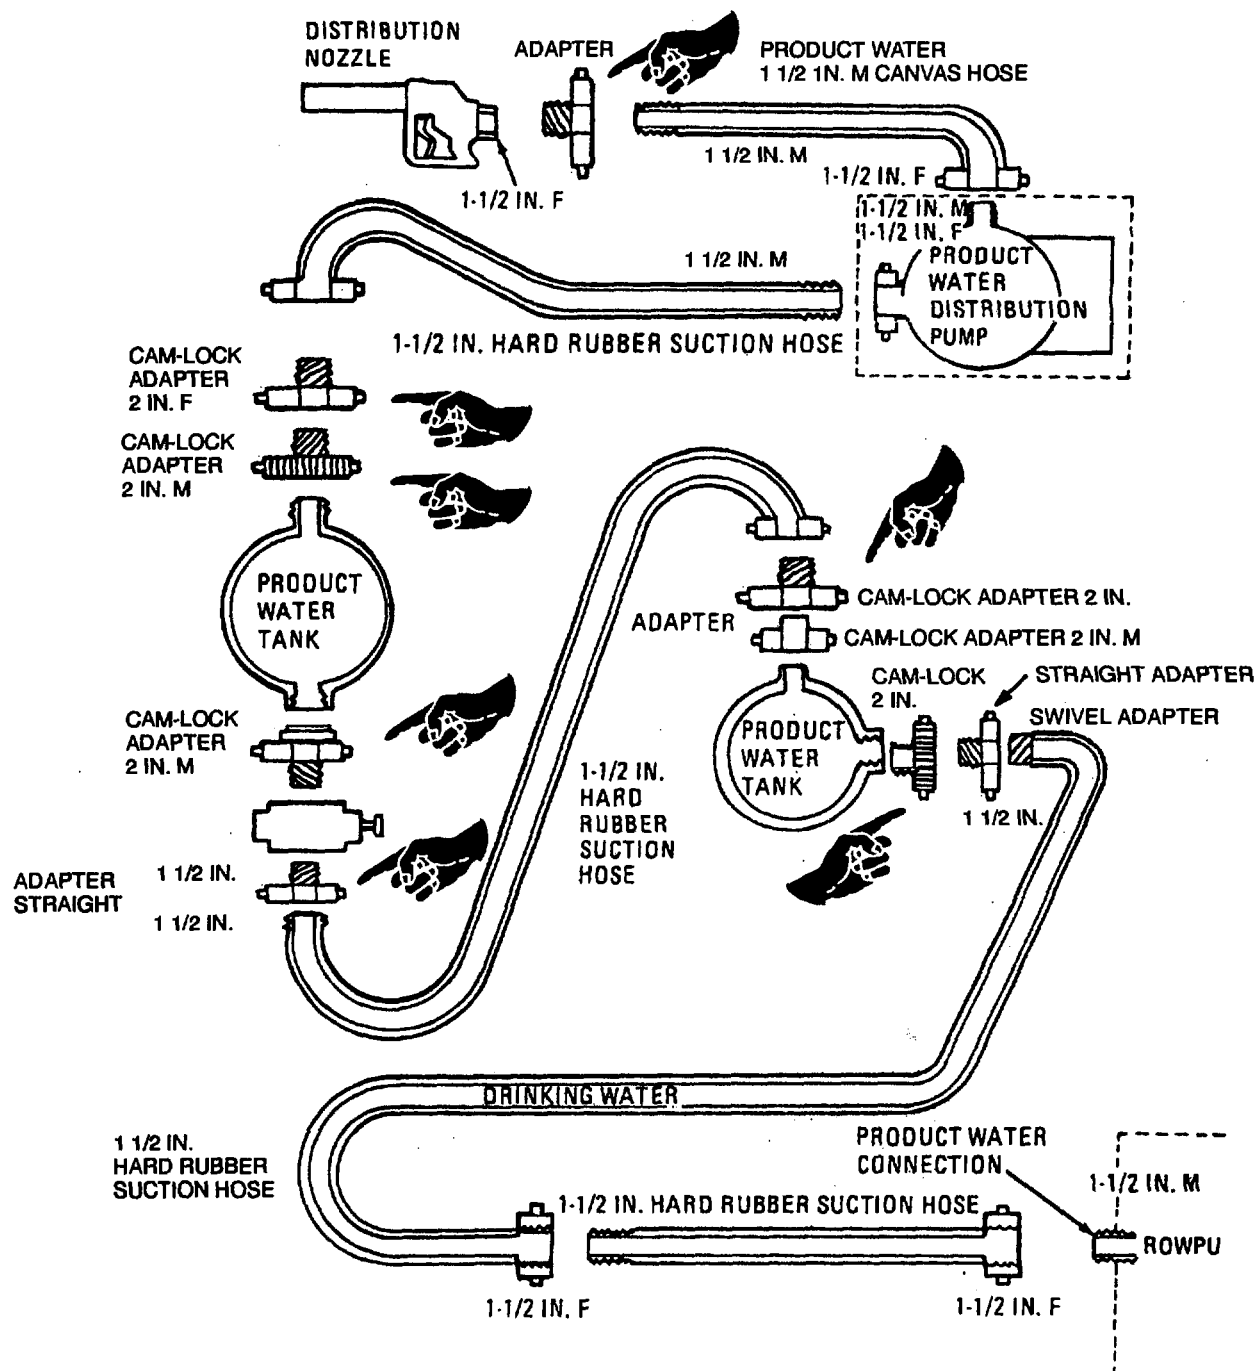 DISTRIBUTION
NOZZLE
ADAPTER
PRODUCT WATER
1 1/2 1N. M CANVAS HOSE
1 1/2 IN. M
1-1/2 IN. F
1-1/2 IN. F
1-1/2 IN. M
1-1/2 IN. F
PRODUCT
WATER
DISTRIBUTION
PUMP
1 1/2 IN. M
1-1/2 IN. HARD RUBBER SUCTION HOSE
CAM-LOCK
ADAPTER
2 IN. F
CAM-LOCK
ADAPTER
2 IN. M
PRODUCT
WATER
TANK
CAM-LOCK
ADAPTER
2 IN. M
1 1/2 IN.
ADAPTER
STRAIGHT
1 1/2 IN.
1-1/2 IN.
HARD
RUBBER
SUCTION
HOSE
CAM-LOCK ADAPTER 2 IN.
ADAPTER
CAM-LOCK ADAPTER 2 IN. M
CAM-LOCK
2 IN.
STRAIGHT ADAPTER
SWIVEL ADAPTER
PRODUCT
WATER
TANK
1 1/2 IN.
DRINKING WATER
1 1/2 IN.
HARD RUBBER
SUCTION HOSE
PRODUCT WATER
CONNECTION
1-1/2 IN. M
1-1/2 IN. HARD RUBBER SUCTION HOSE
ROWPU
1-1/2 IN. F
1-1/2 IN. F